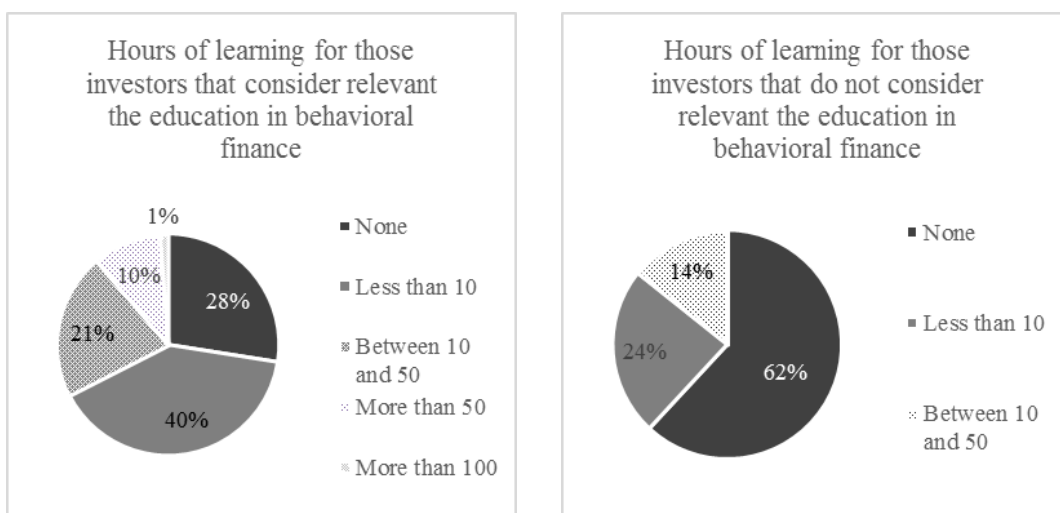 Hours of learning for those
investors that consider relevant
the education in behavioral
finance
1%
10%
28%
21%
40%
None
Less than 10
Between 10
and 50
More than 50
More than 100
Hours of learning for those
investors that do not consider
relevant the education in
behavioral finance
14%
24%
62%
None
Less than 10
Between 10
and 50